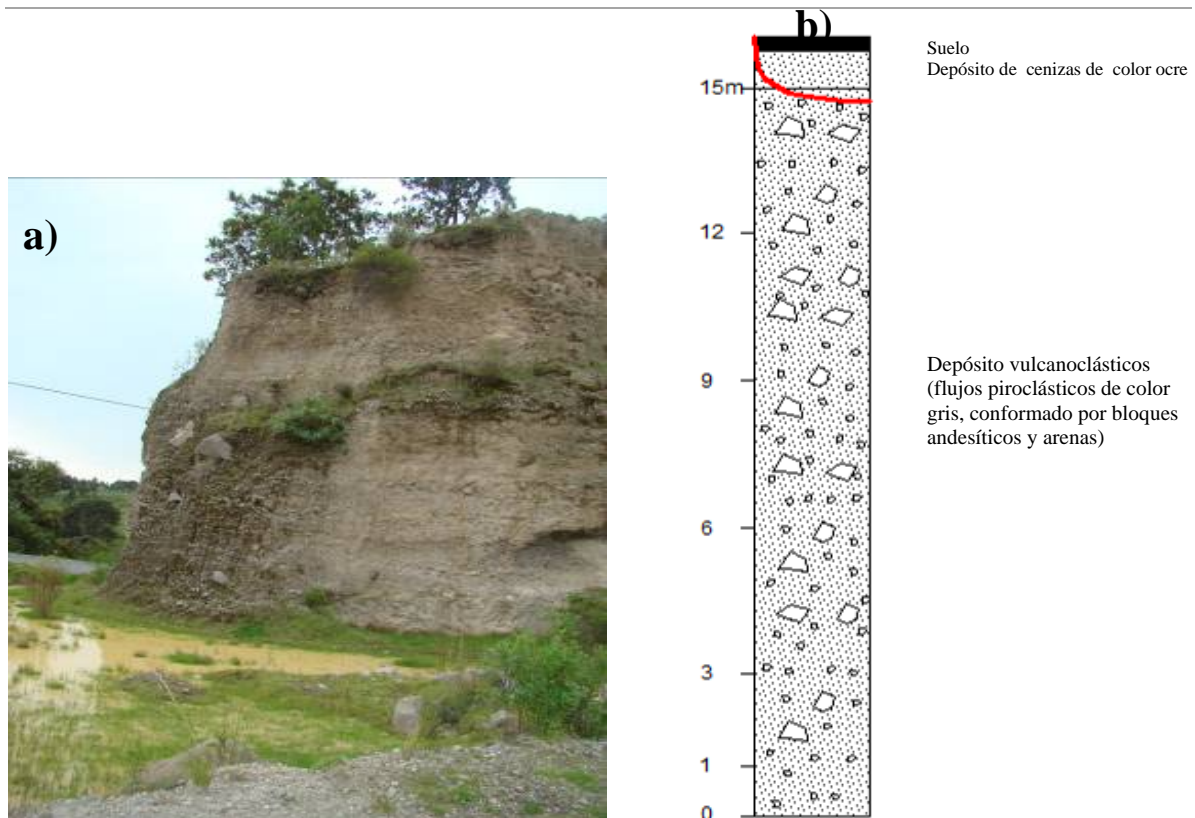 a)
b)
Suelo
Depósito de cenizas de color ocre
15m
12
Depósito vulcanoclásticos
(flujos piroclásticos de color
gris, conformado por bloques
andesíticos y arenas)
9
6
3
1
0